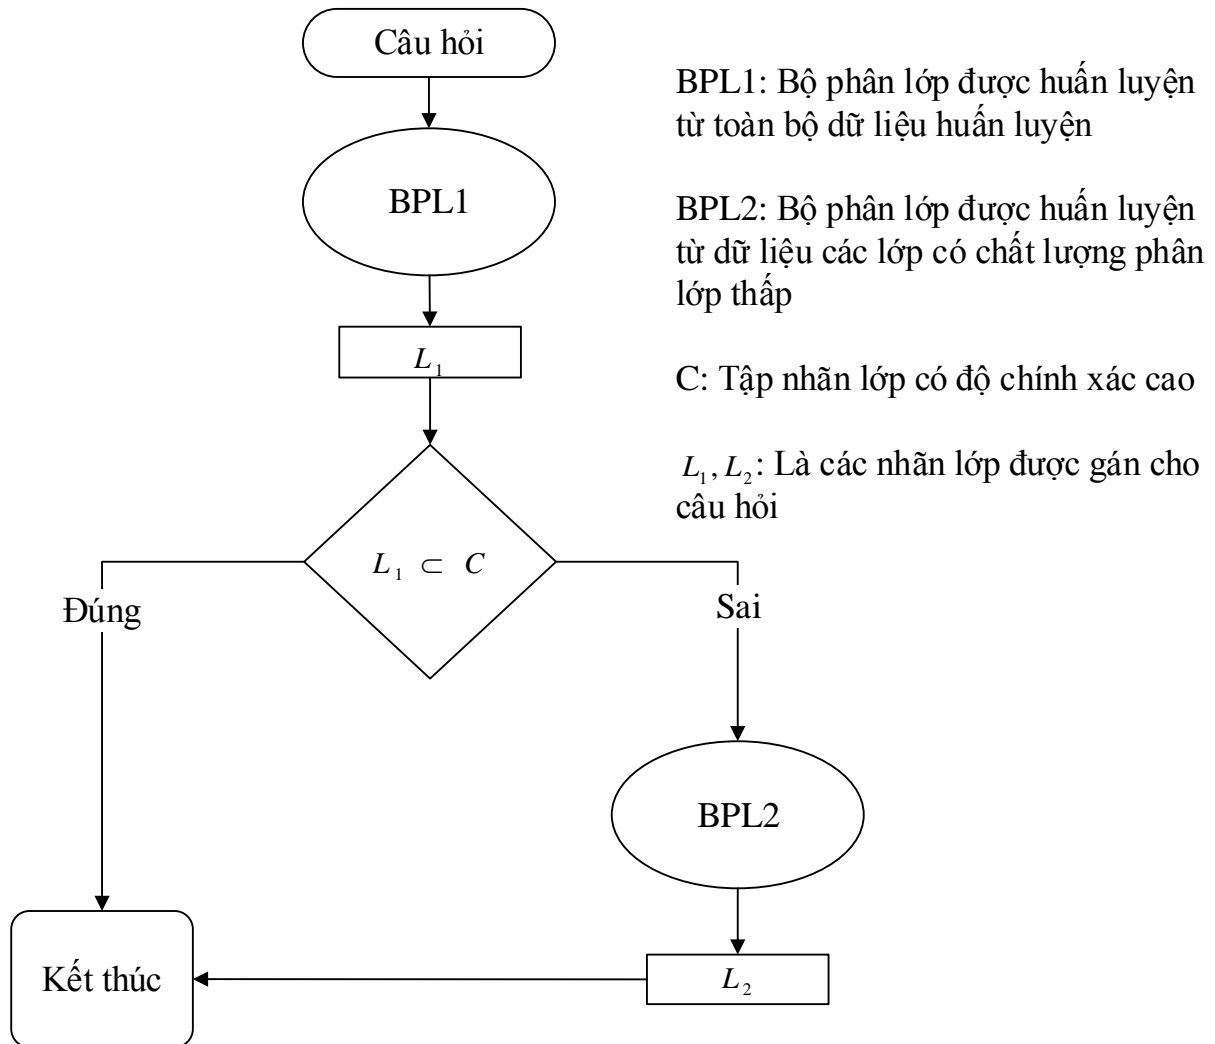 Câu hỏi
BPL1
L₁
L₁ ⊂ C
Đúng
Sai
BPL2
L₂
Kết thúc
BPL1: Bộ phân lớp được huấn luyện
từ toàn bộ dữ liệu huấn luyện
BPL2: Bộ phân lớp được huấn luyện
từ dữ liệu các lớp có chất lượng phân
lớp thấp
C: Tập nhãn lớp có độ chính xác cao
L₁, L₂: Là các nhãn lớp được gán cho
câu hỏi